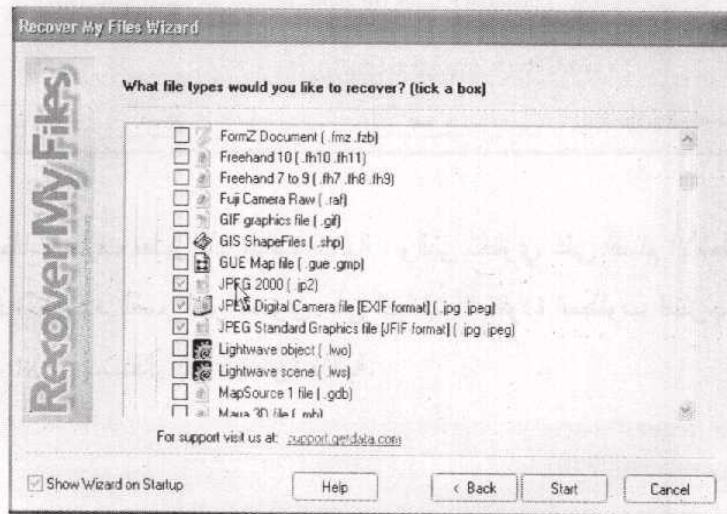 Recover My Files Wizard
Recover My Files
What file types would you like to recover? (tick a box)
FormZ Document ( .fmz .fzb)
Freehand 10 ( .fh10 .fh11)
Freehand 7 to 9 ( .fh7 .fh8 .fh9)
Fuji Camera Raw ( .raf)
GIF graphics file ( .gif)
GIS ShapeFiles ( .shp)
GUE Map file ( .gue .gmp)
JPEG 2000 ( .jp2)
JPEG Digital Camera file [EXIF format] ( .jpg .jpeg)
JPEG Standard Graphics file [JFIF format] ( .jpg .jpeg)
Lightwave object ( .lwo)
Lightwave scene ( .lws)
MapSource 1 file ( .gdb)
Maya 3D file ( .mb)
For support visit us at: support.getdata.com
Show Wizard on Startup
Help
< Back
Start
Cancel